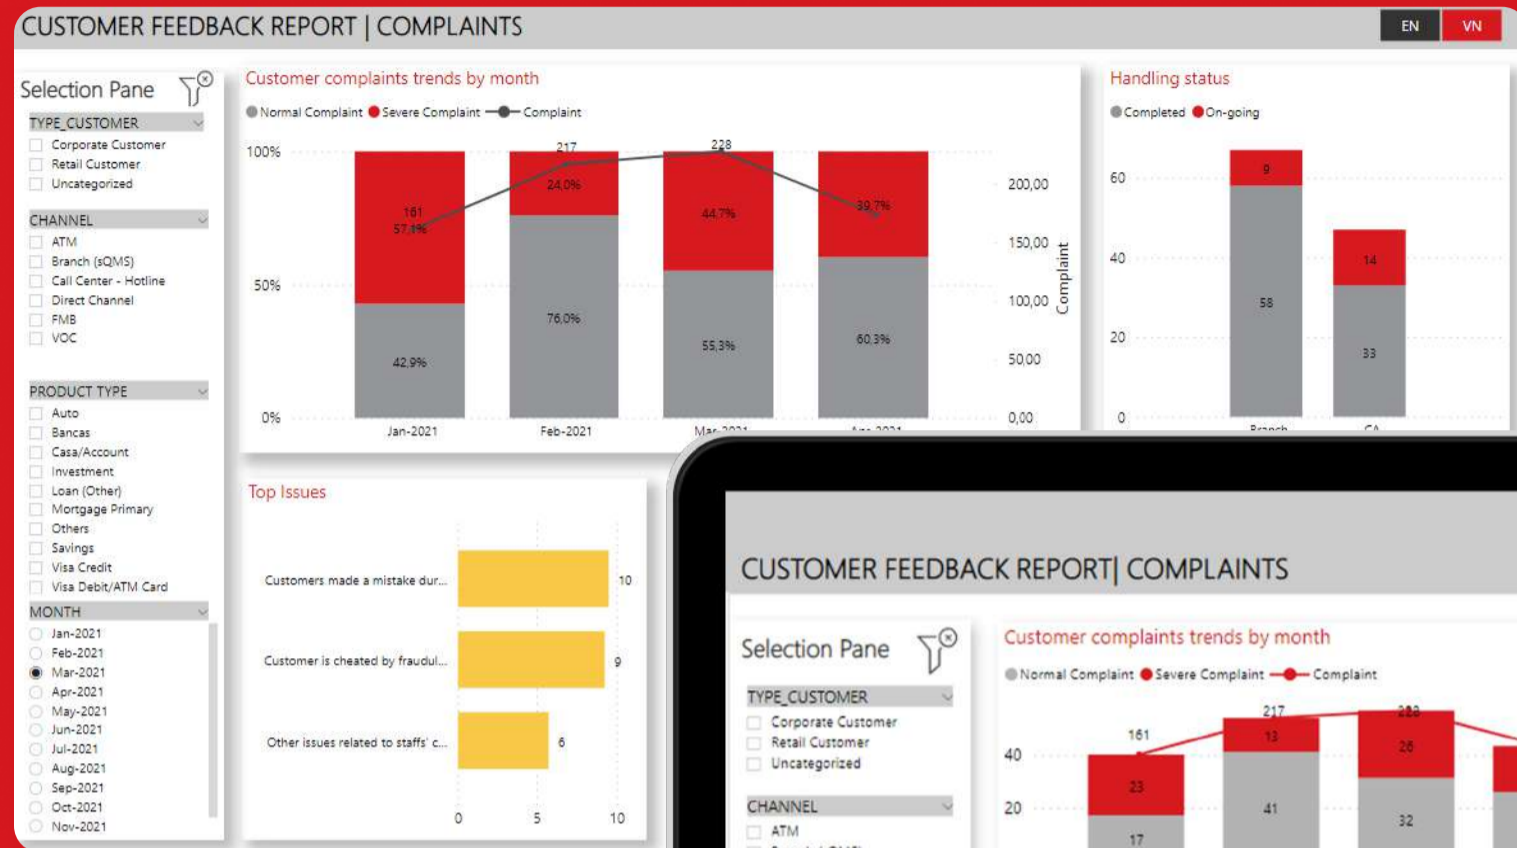 CUSTOMER FEEDBACK REPORT | COMPLAINTS
EN VN
Selection Pane
TYPE_CUSTOMER
Corporate Customer
Retail Customer
Uncategorized
CHANNEL
ATM
Branch (sQMS)
Call Center - Hotline
Direct Channel
FMB
VOC
PRODUCT TYPE
Auto
Bancas
Casa/Account
Investment
Loan (Other)
Mortgage Primary
Others
Savings
Visa Credit
Visa Debit/ATM Card
MONTH
Jan-2021
Feb-2021
Mar-2021
Apr-2021
May-2021
Jun-2021
Jul-2021
Aug-2021
Sep-2021
Oct-2021
Nov-2021
Customer complaints trends by month
Normal Complaint Severe Complaint Complaint
100%
50%
0%
161
57,1%
42,9%
217
24,0%
76,0%
228
44,7%
55,3%
39,7%
60,3%
200,00
150,00
100,00
50,00
0,00
Complaint
Jan-2021 Feb-2021 Mar-2021 Apr-2021
Handling status
Completed On-going
60
40
20
0
9
58
14
33
Branch CA
Top Issues
Customers made a mistake dur... 10
Customer is cheated by fraudul... 9
Other issues related to staffs' c... 6
0 5 10
CUSTOMER FEEDBACK REPORT| COMPLAINTS
Selection Pane
TYPE_CUSTOMER
Corporate Customer
Retail Customer
Uncategorized
CHANNEL
ATM
Customer complaints trends by month
Normal Complaint Severe Complaint Complaint
40
20
161
23
17
217
13
41
26
32